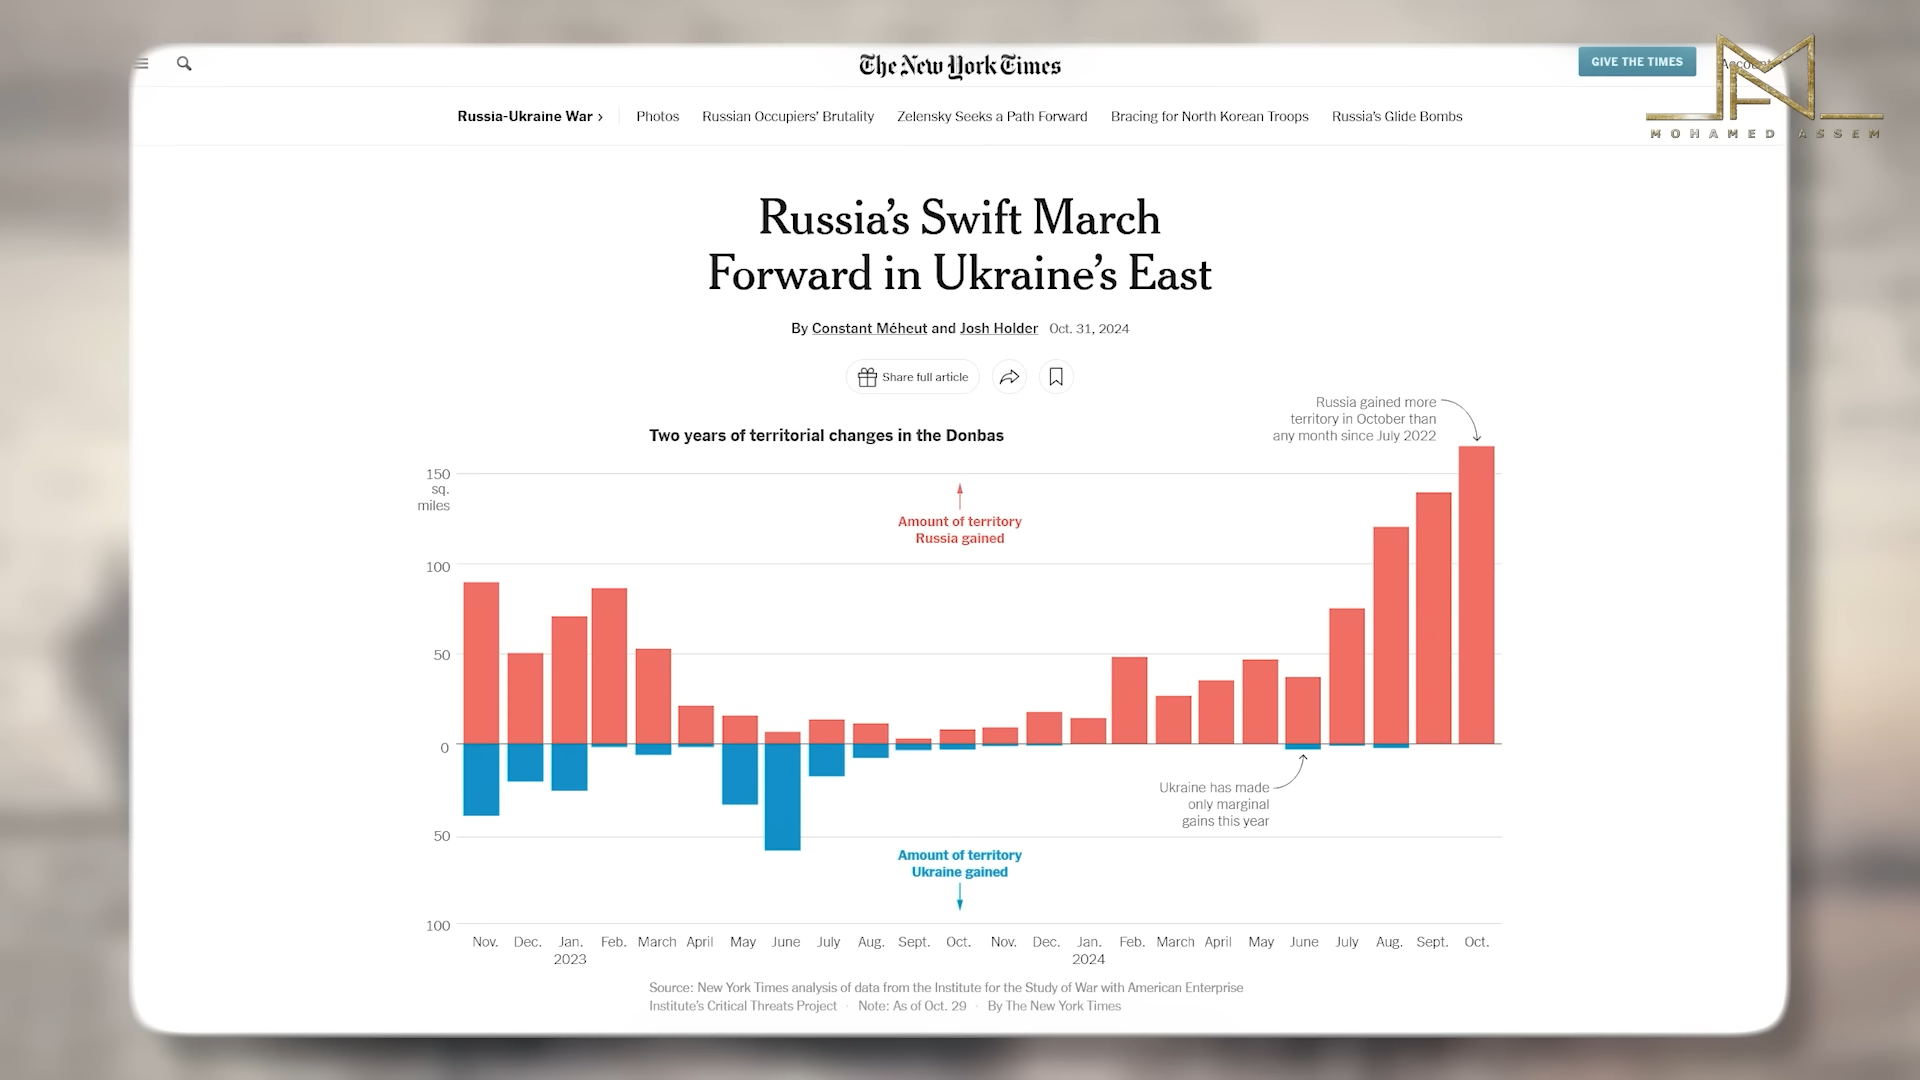 The New York Times
GIVE THE TIMES
Account
MOHAMED ASSEM
Russia-Ukraine War ›
Photos
Russian Occupiers’ Brutality
Zelensky Seeks a Path Forward
Bracing for North Korean Troops
Russia’s Glide Bombs
Russia’s Swift March
Forward in Ukraine’s East
By Constant Méheut and Josh Holder Oct. 31, 2024
Share full article
Two years of territorial changes in the Donbas
Russia gained more
territory in October than
any month since July 2022
150
sq.
miles
Amount of territory
Russia gained
100
50
0
Ukraine has made
only marginal
gains this year
50
Amount of territory
Ukraine gained
100
Nov. Dec. Jan. Feb. March April May June July Aug. Sept. Oct. Nov. Dec. Jan. Feb. March April May June July Aug. Sept. Oct.
2023 2024
Source: New York Times analysis of data from the Institute for the Study of War with American Enterprise
Institute’s Critical Threats Project · Note: As of Oct. 29 · By The New York Times